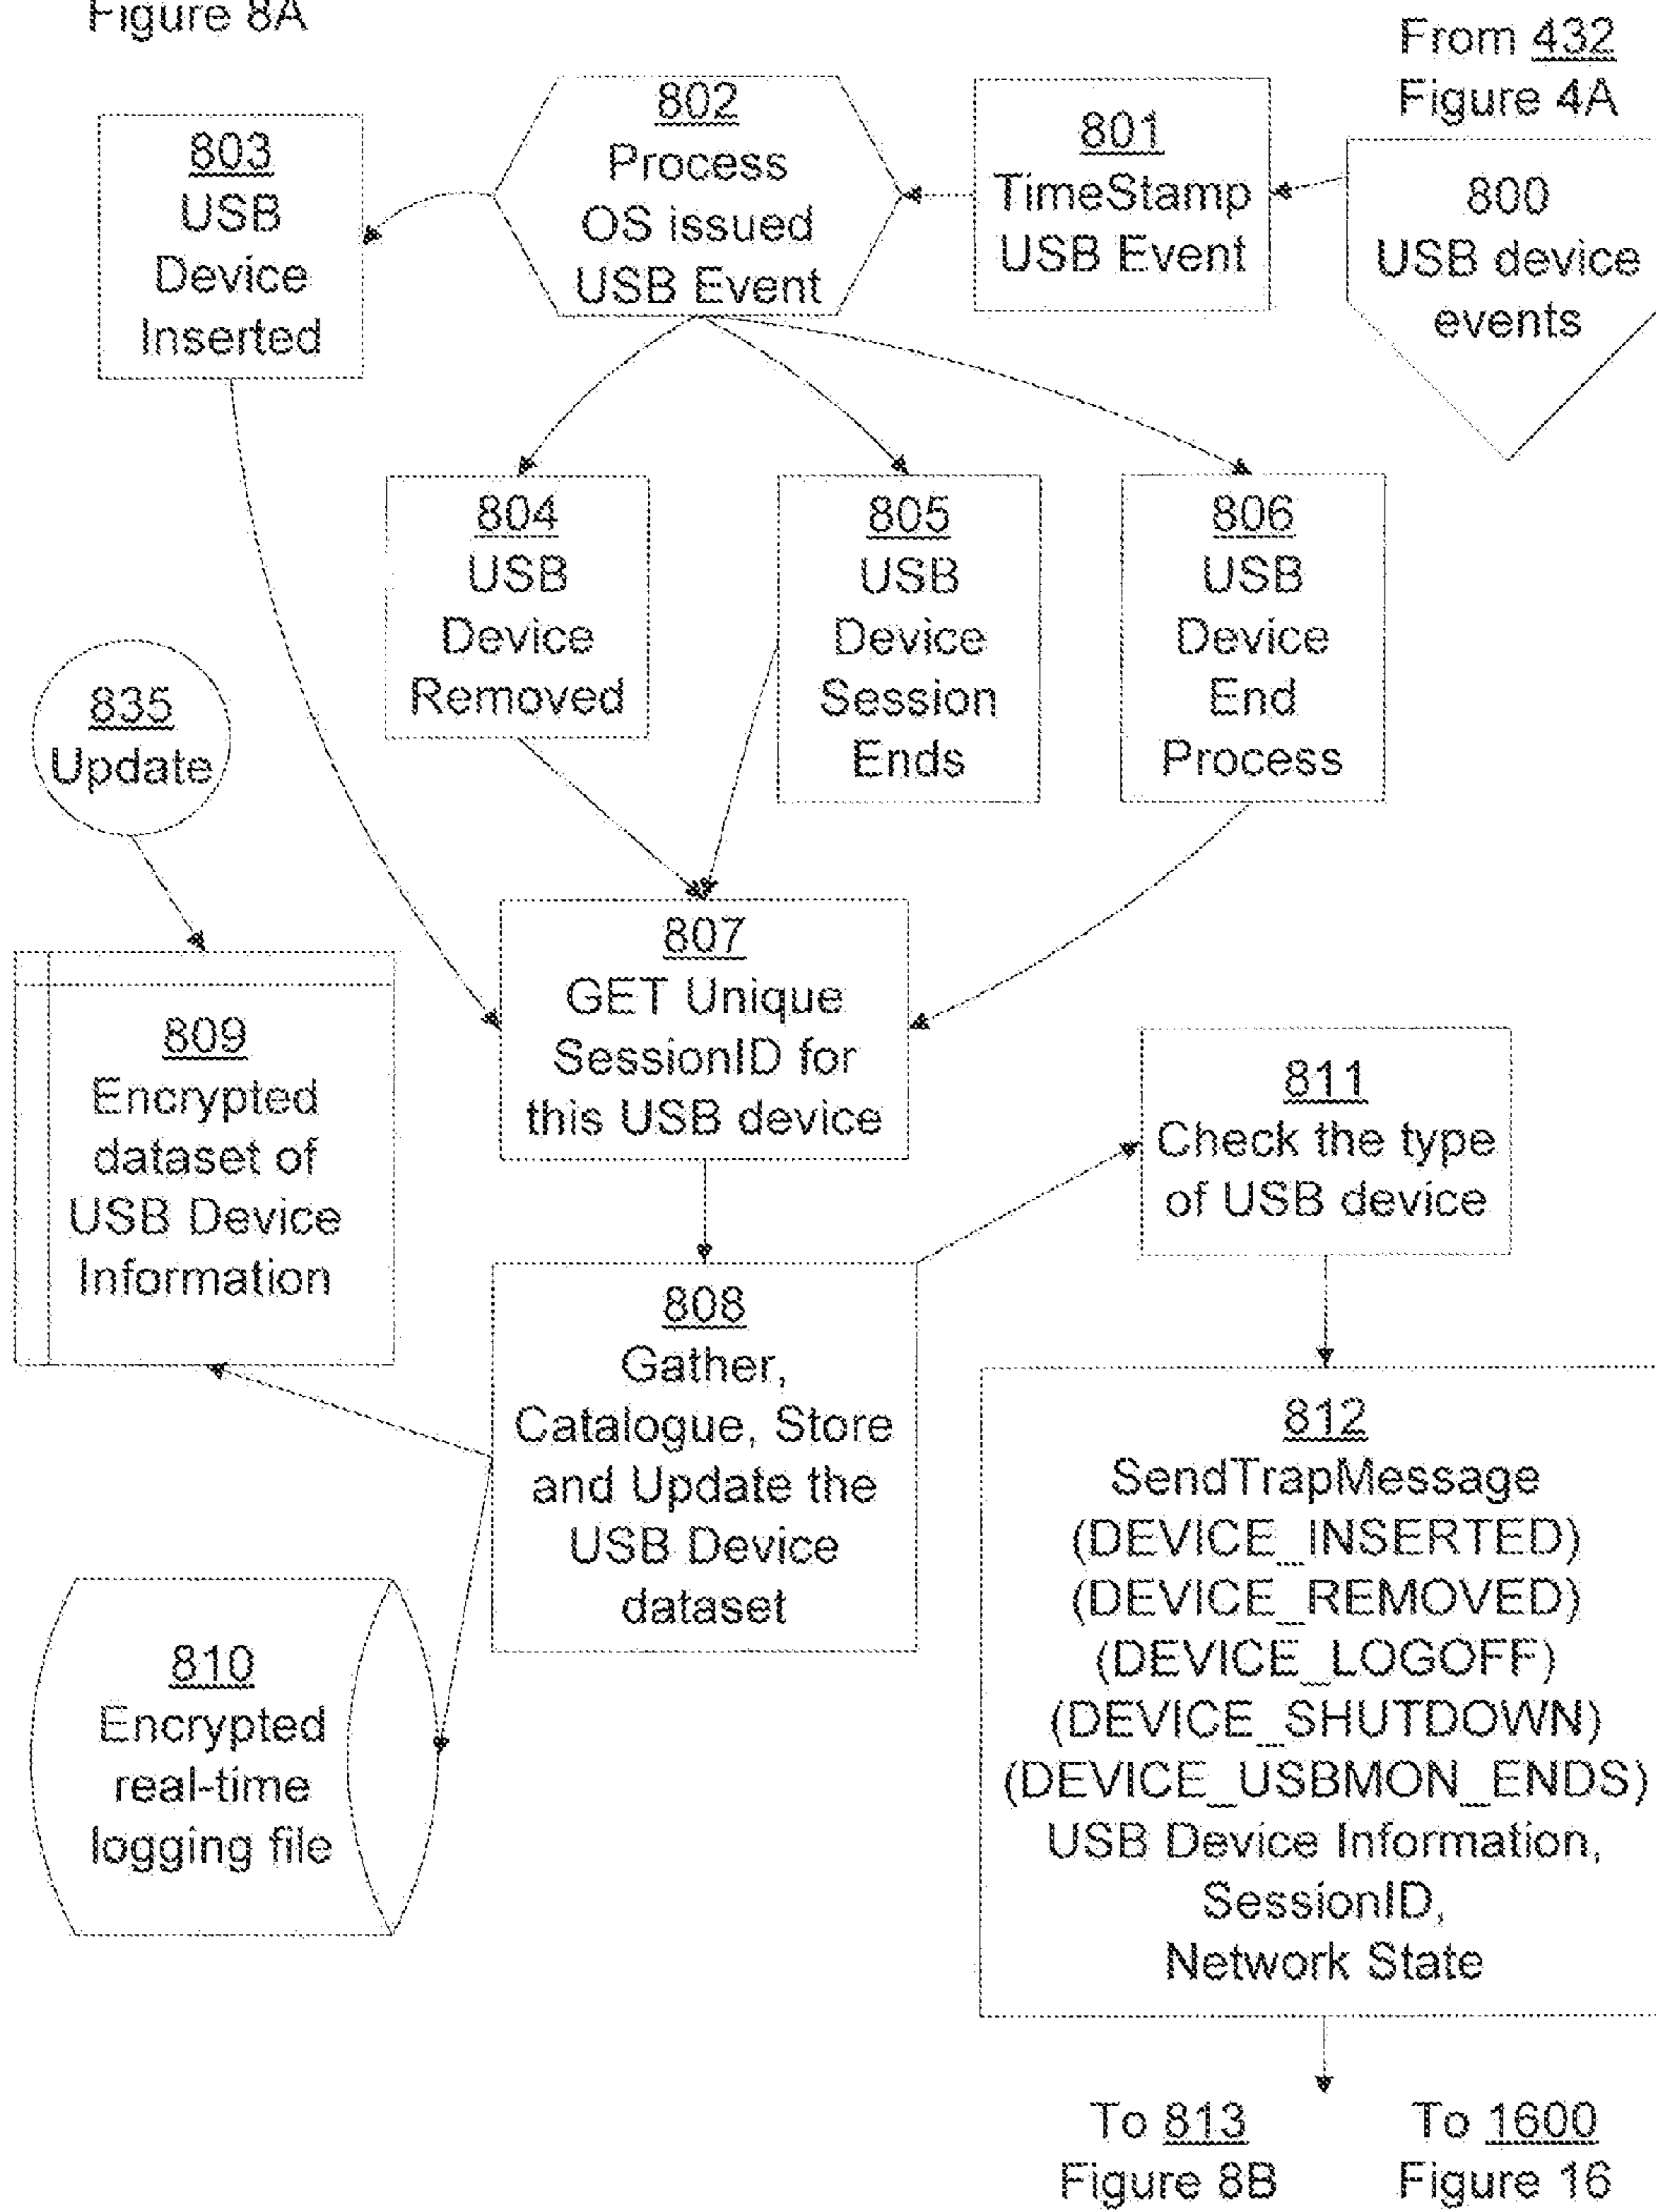 Figure 8A
From 432
Figure 4A
800
USB device
events
801
TimeStamp
USB Event
802
Process
OS issued
USB Event
803
USB
Device
Inserted
804
USB
Device
Removed
805
USB
Device
Session
Ends
806
USB
Device
End
Process
835
Update
807
GET Unique
SessionID for
this USB device
809
Encrypted
dataset of
USB Device
Information
811
Check the type
of USB device
808
Gather,
Catalogue, Store
and Update the
USB Device
dataset
810
Encrypted
real-time
logging file
812
SendTrapMessage
(DEVICE_INSERTED)
(DEVICE_REMOVED)
(DEVICE_LOGOFF)
(DEVICE_SHUTDOWN)
(DEVICE_USBMON_ENDS)
USB Device Information,
SessionID,
Network State
To 813
Figure 8B
To 1600
Figure 16